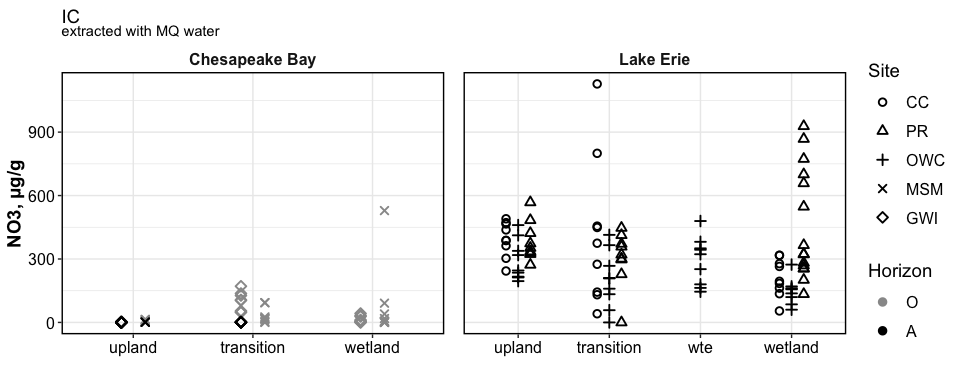 IC
extracted with MQ water
Chesapeake Bay
Lake Erie
NO3, µg/g
900
600
300
0
upland
transition
wetland
upland
transition
wte
wetland
Site
CC
PR
OWC
MSM
GWI
Horizon
O
A